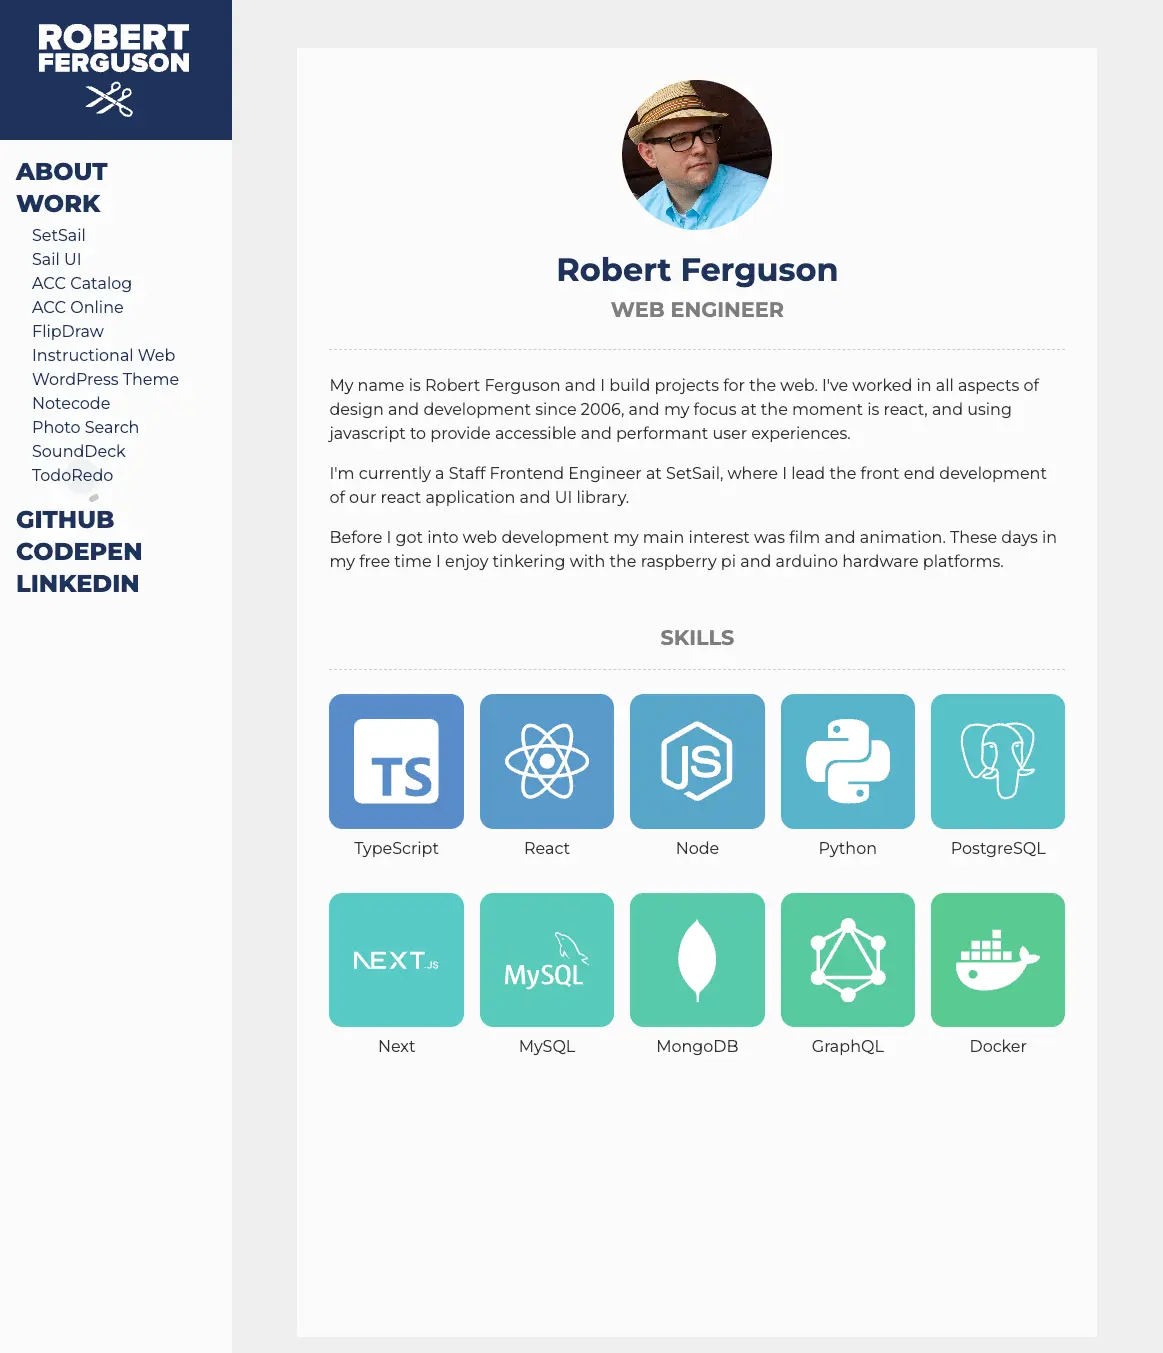 ROBERT
FERGUSON
ABOUT
WORK
SetSail
Sail UI
ACC Catalog
ACC Online
FlipDraw
Instructional Web
WordPress Theme
Notecode
Photo Search
SoundDeck
TodoRedo
GITHUB
CODEPEN
LINKEDIN
Robert Ferguson
WEB ENGINEER
My name is Robert Ferguson and I build projects for the web. I've worked in all aspects of
design and development since 2006, and my focus at the moment is react, and using
javascript to provide accessible and performant user experiences.
I'm currently a Staff Frontend Engineer at SetSail, where I lead the front end development
of our react application and UI library.
Before I got into web development my main interest was film and animation. These days in
my free time I enjoy tinkering with the raspberry pi and arduino hardware platforms.
SKILLS
TS
JS
TypeScript React Node Python PostgreSQL
NEXT.JS
MySQL
Next MySQL MongoDB GraphQL Docker